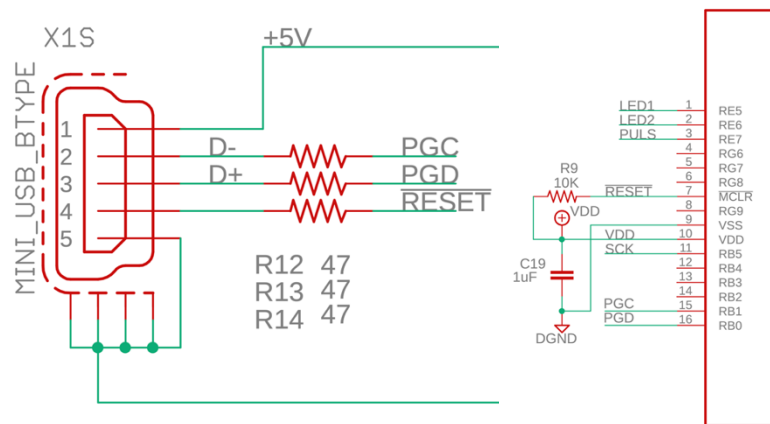 X1S
MINI_USB_BTYPE
+5V
1
2 D- PGC
3 D+ PGD
4 RESET
5
R12 47
R13 47
R14 47
LED1 1 RE5
LED2 2 RE6
PULS 3 RE7
4 RG6
5 RG7
6 RG8
R9
10K
RESET 7 MCLR
8 RG9
VDD
9 VSS
VDD 10 VDD
SCK 11 RB5
C19
1uF
12 RB4
13 RB3
14 RB2
PGC 15 RB1
PGD 16 RB0
DGND